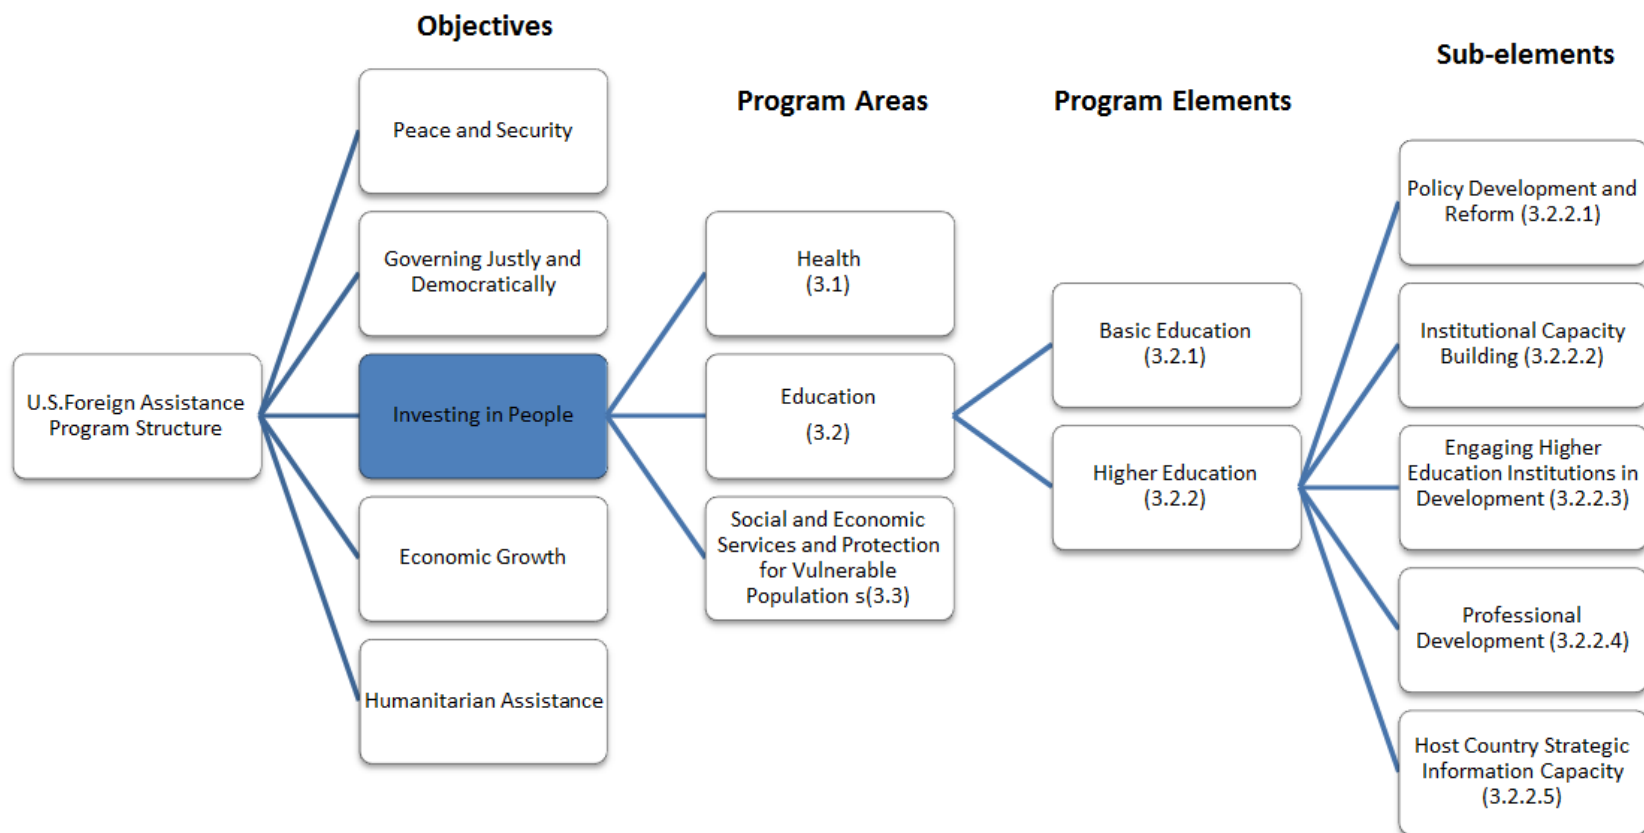 Objectives
Sub-elements
Program Areas
Program Elements
U.S.Foreign Assistance
Program Structure
Peace and Security
Governing Justly and
Democratically
Investing in People
Economic Growth
Humanitarian Assistance
Health
(3.1)
Education
(3.2)
Social and Economic
Services and Protection
for Vulnerable
Population s(3.3)
Basic Education
(3.2.1)
Higher Education
(3.2.2)
Policy Development and
Reform (3.2.2.1)
Institutional Capacity
Building (3.2.2.2)
Engaging Higher
Education Institutions in
Development (3.2.2.3)
Professional
Development (3.2.2.4)
Host Country Strategic
Information Capacity
(3.2.2.5)